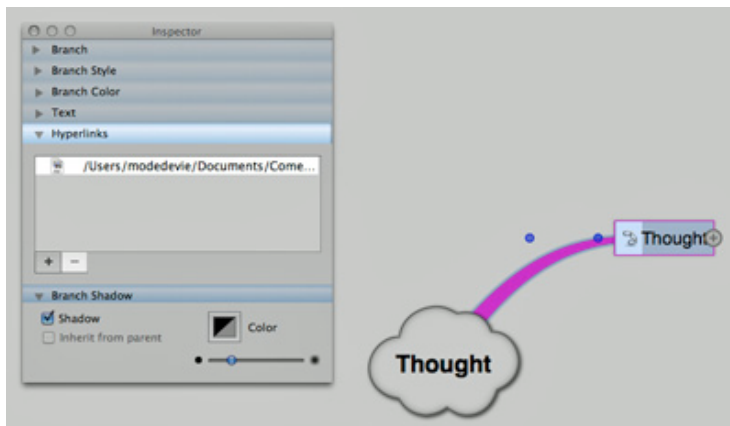 Inspector
Branch
Branch Style
Branch Color
Text
Hyperlinks
/Users/modedevie/Documents/Come...
Branch Shadow
Shadow
Color
Inherit from parent
Thought
Thought